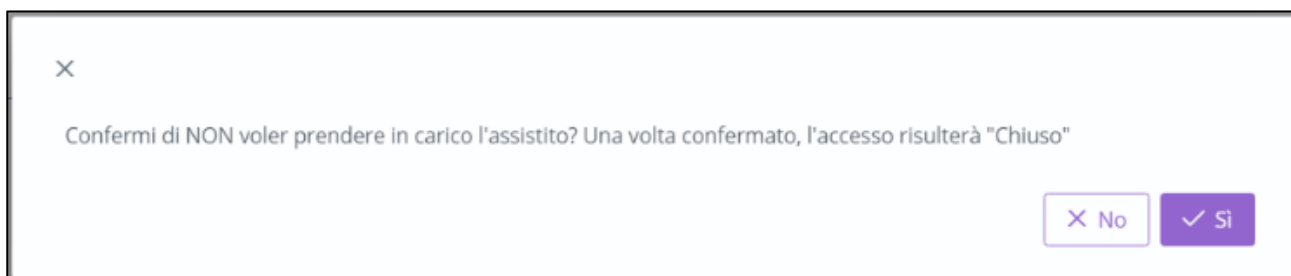 Confermi di NON voler prendere in carico l'assistito? Una volta confermato, l'accesso risulterà "Chiuso"
No
Sì